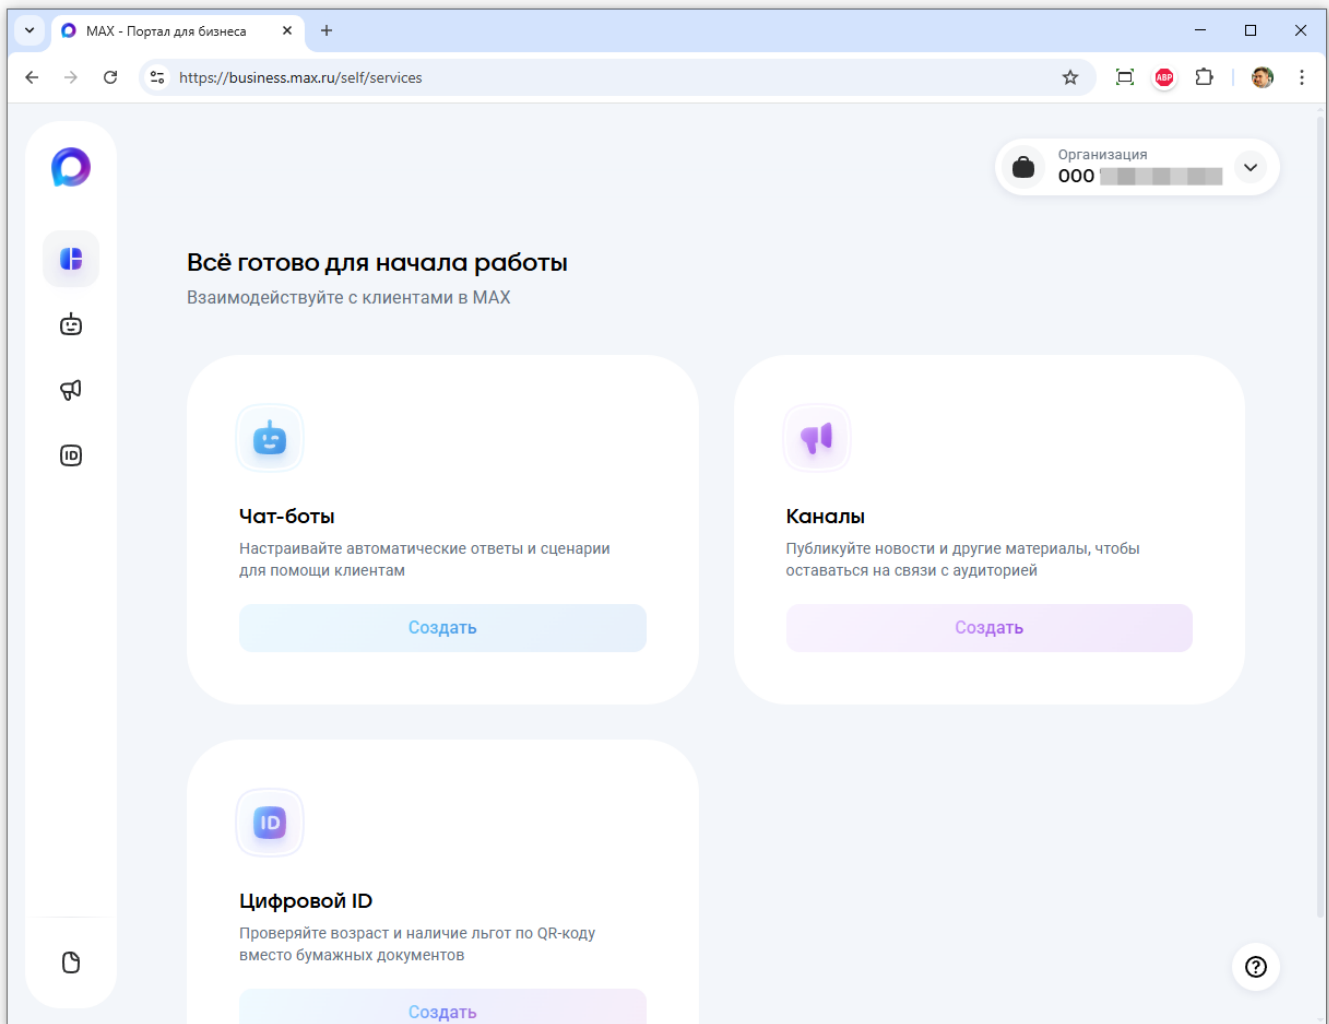 MAX - Портал для бизнеса
https://business.max.ru/self/services
ABP
Организация
ООО
Всё готово для начала работы
Взаимодействуйте с клиентами в MAX
Чат-боты
Настраивайте автоматические ответы и сценарии
для помощи клиентам
Создать
Каналы
Публикуйте новости и другие материалы, чтобы
оставаться на связи с аудиторией
Создать
ID
ID
Цифровой ID
Проверяйте возраст и наличие льгот по QR-коду
вместо бумажных документов
Создать